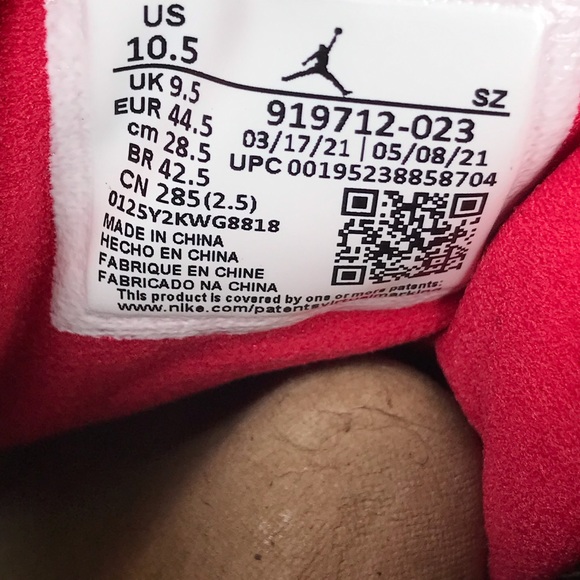 US
10.5
SZ
UK 9.5
EUR 44.5
cm 28.5
BR 42.5
CN 285(2.5)
919712-023
03/17/21 | 05/08/21
UPC 00195238858704
0125Y2KWG8818
MADE IN CHINA
HECHO EN CHINA
FABRIQUE EN CHINE
FABRICADO NA CHINA
This product is covered by one or more patents:
www.nike.com/patentsvirtualmarking